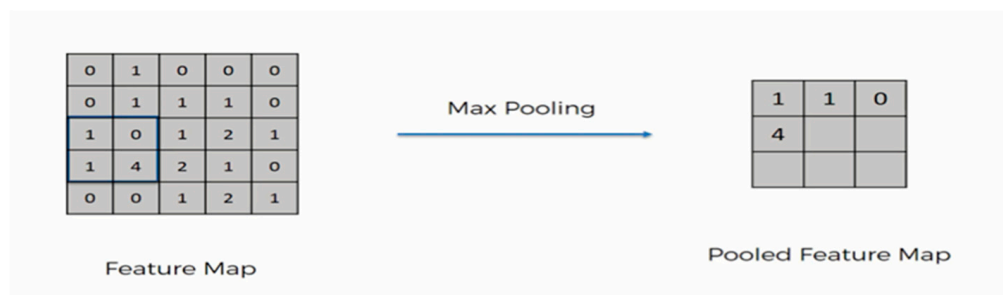 0 1 0 0 0
0 1 1 1 0
1 0 1 2 1
1 4 2 1 0
0 0 1 2 1
Feature Map
Max Pooling
1 1 0
4
Pooled Feature Map